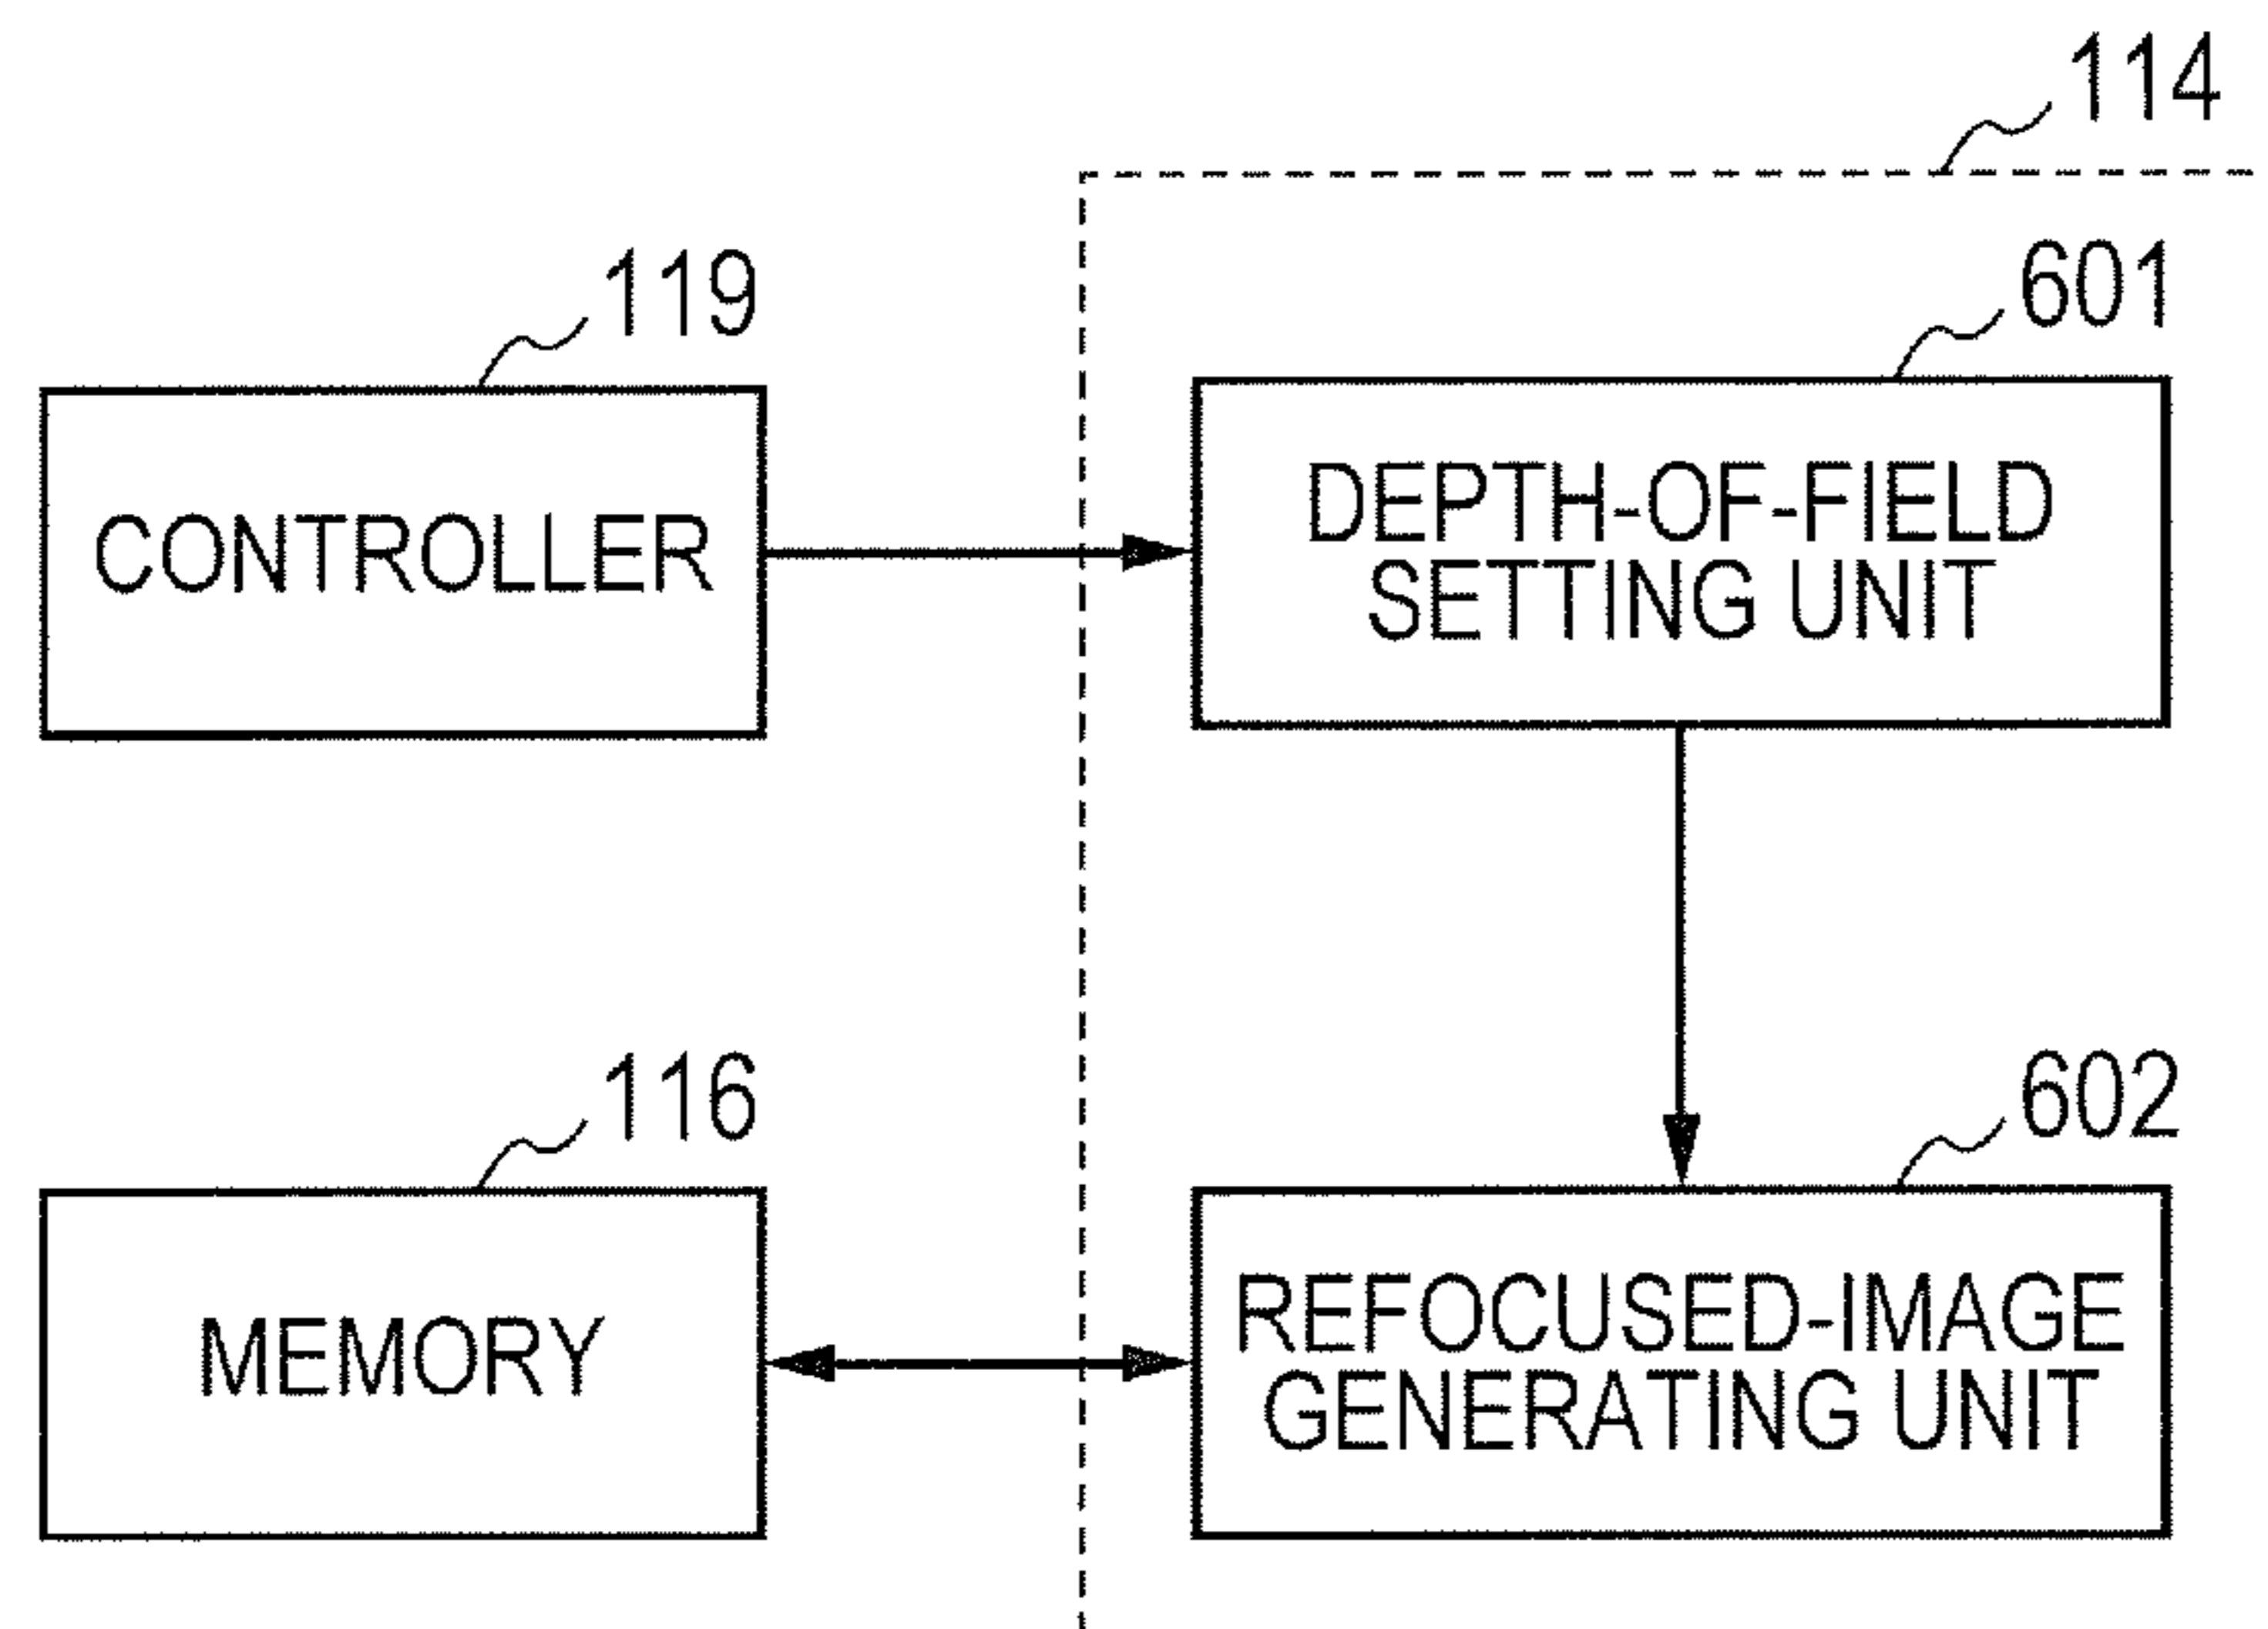 114
119
601
CONTROLLER
DEPTH-OF-FIELD
SETTING UNIT
116
602
MEMORY
REFOCUSED-IMAGE
GENERATING UNIT